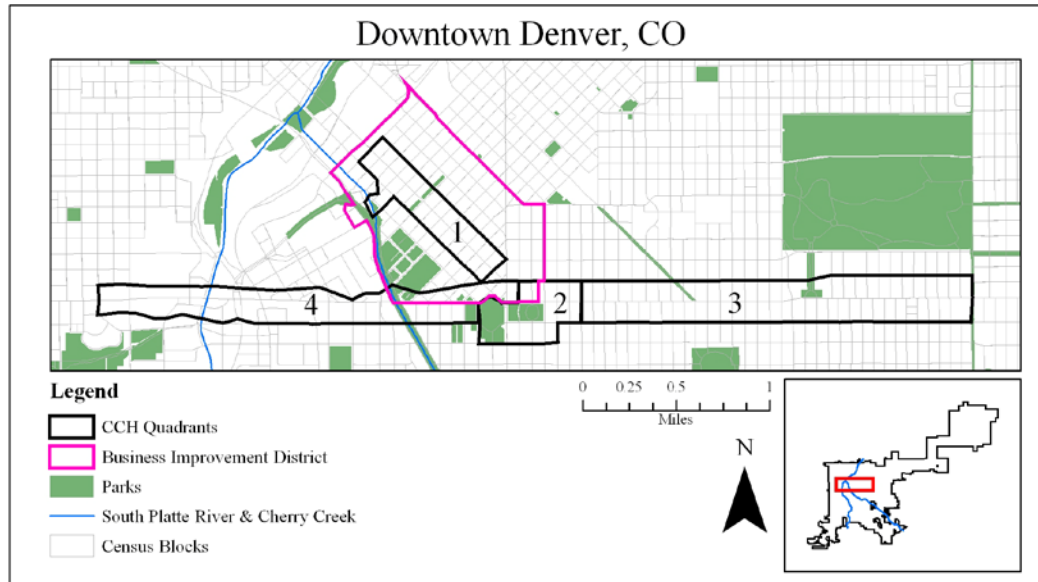 Downtown Denver, CO
1
2
3
4
Legend
CCH Quadrants
Business Improvement District
Parks
South Platte River & Cherry Creek
Census Blocks
0 0.25 0.5 1
Miles
N